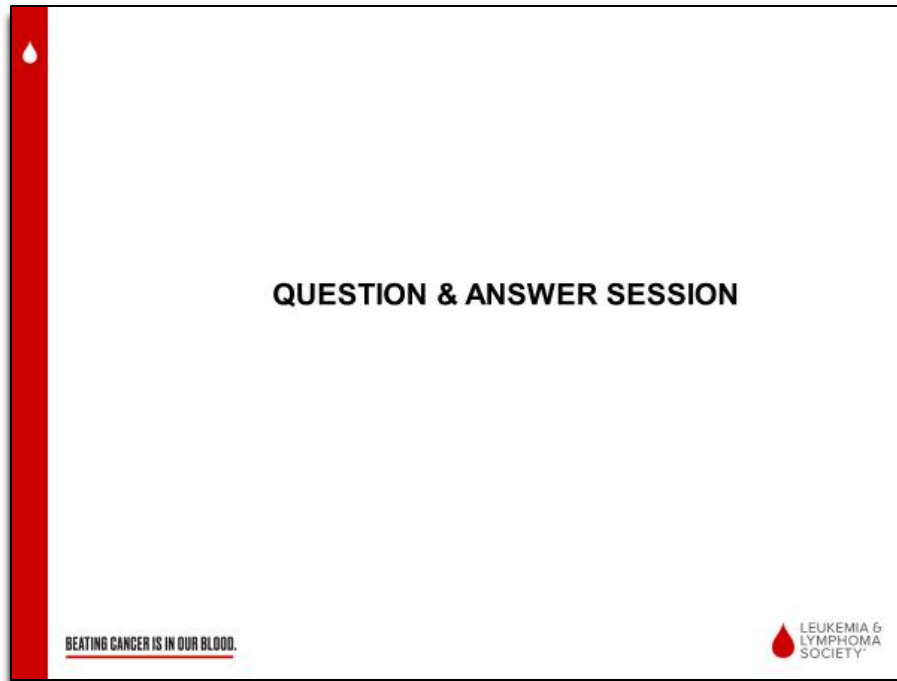 QUESTION & ANSWER SESSION
BEATING CANCER IS IN OUR BLOOD.
LEUKEMIA &
LYMPHOMA
SOCIETY®